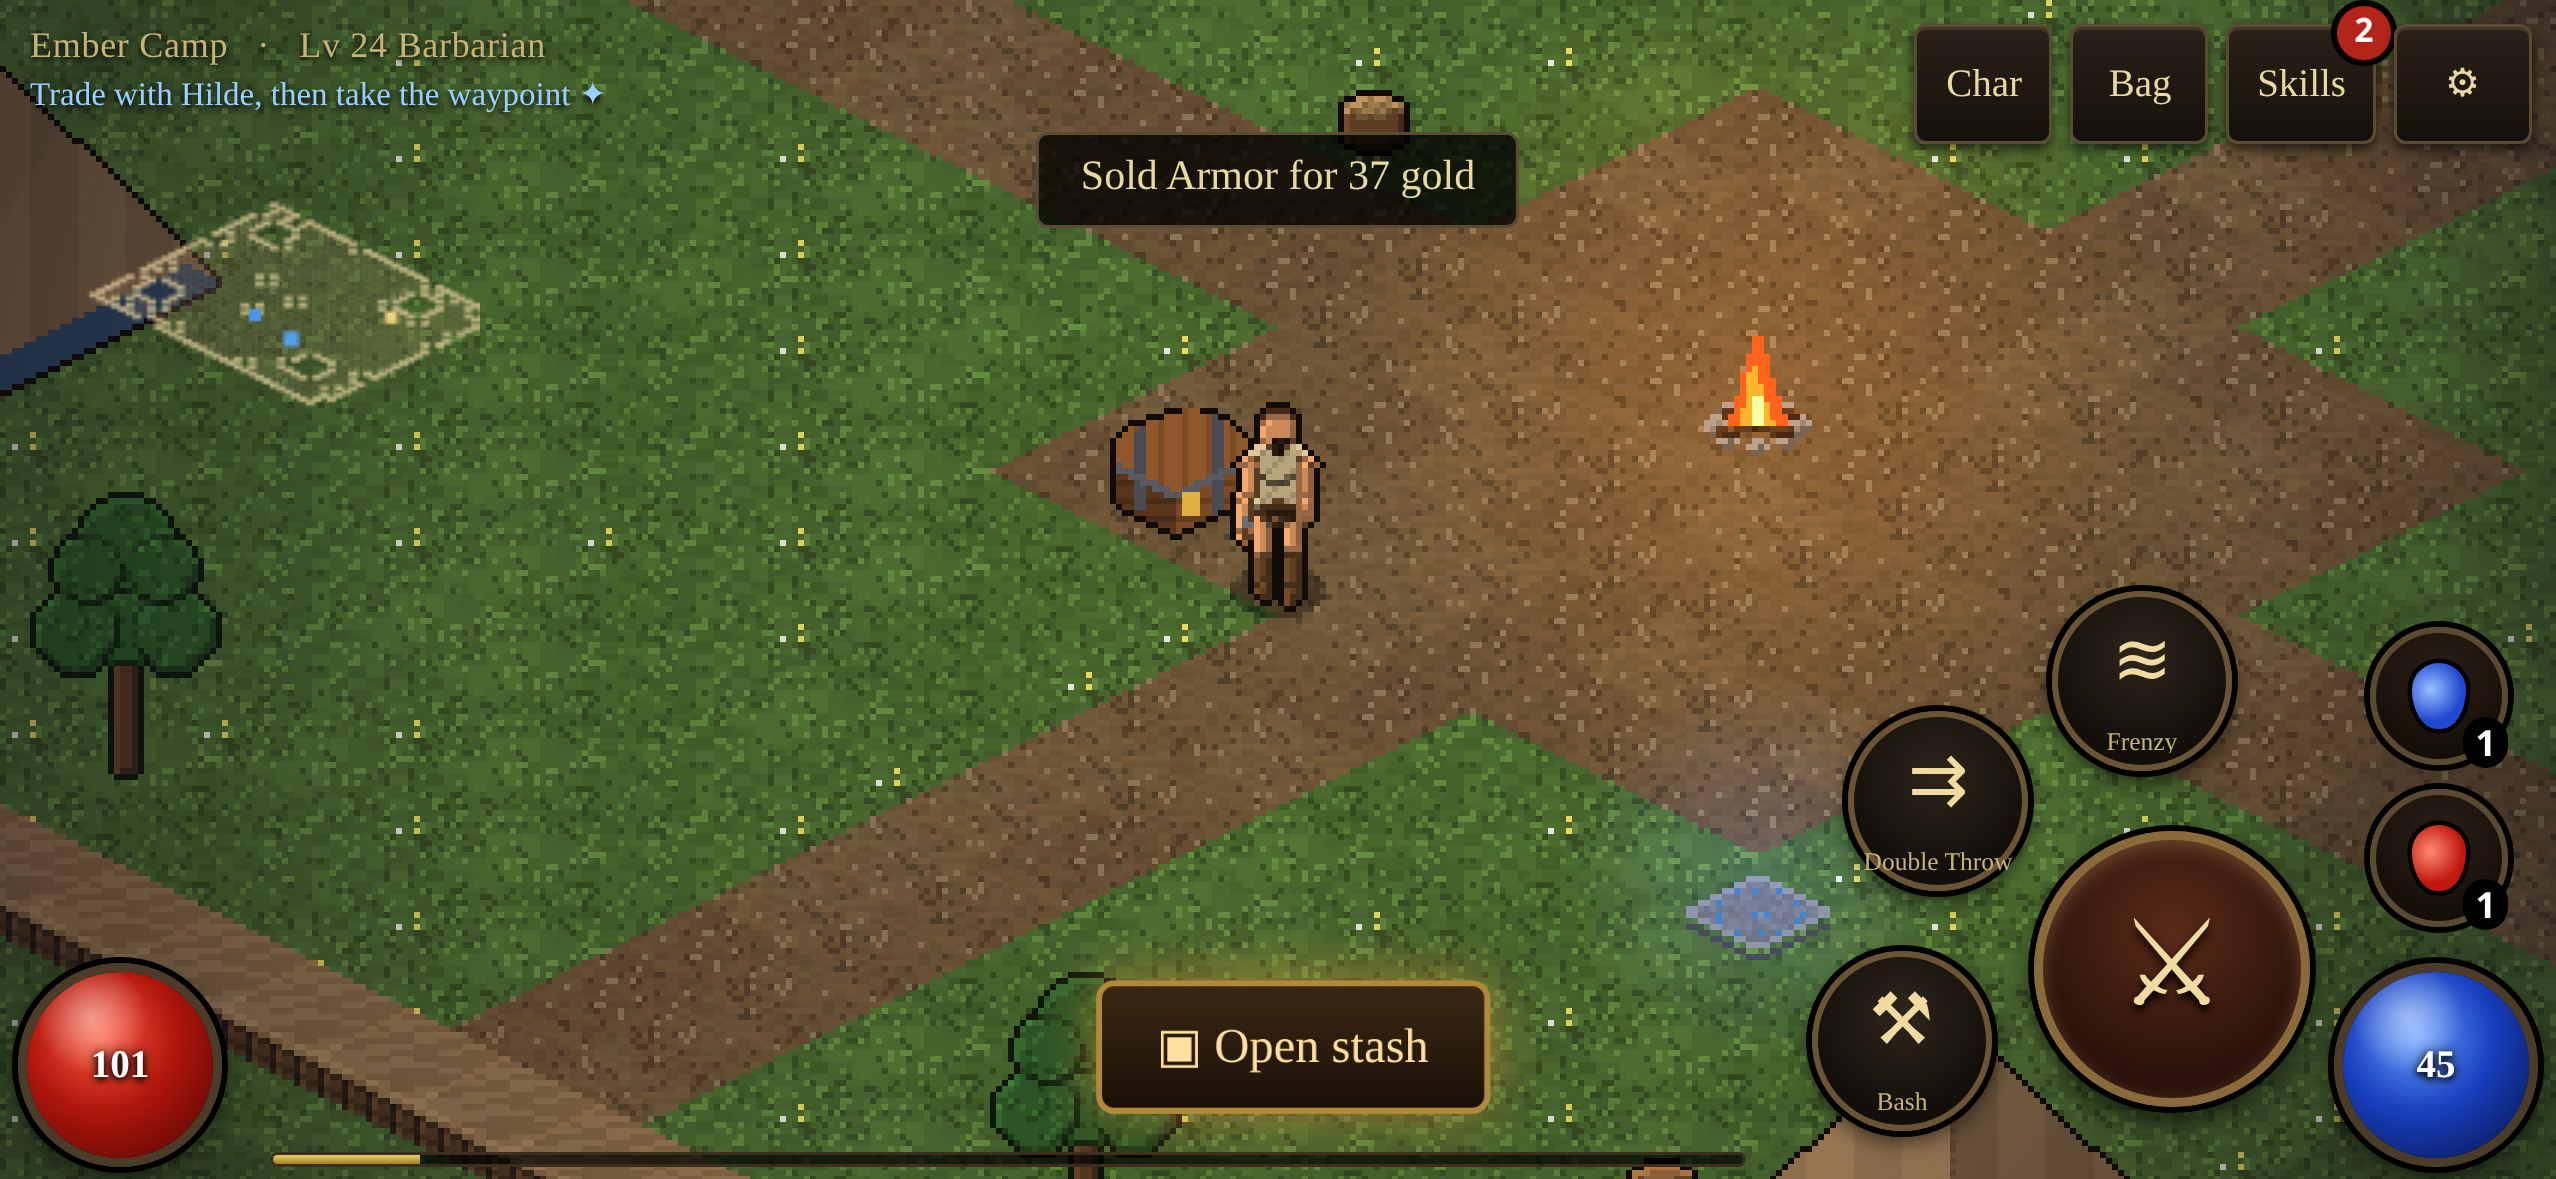 Ember Camp · Lv 24 Barbarian
Trade with Hilde, then take the waypoint ✦
Char
Bag
Skills
2
Sold Armor for 37 gold
Frenzy
1
Double Throw
1
Bash
Open stash
101
45